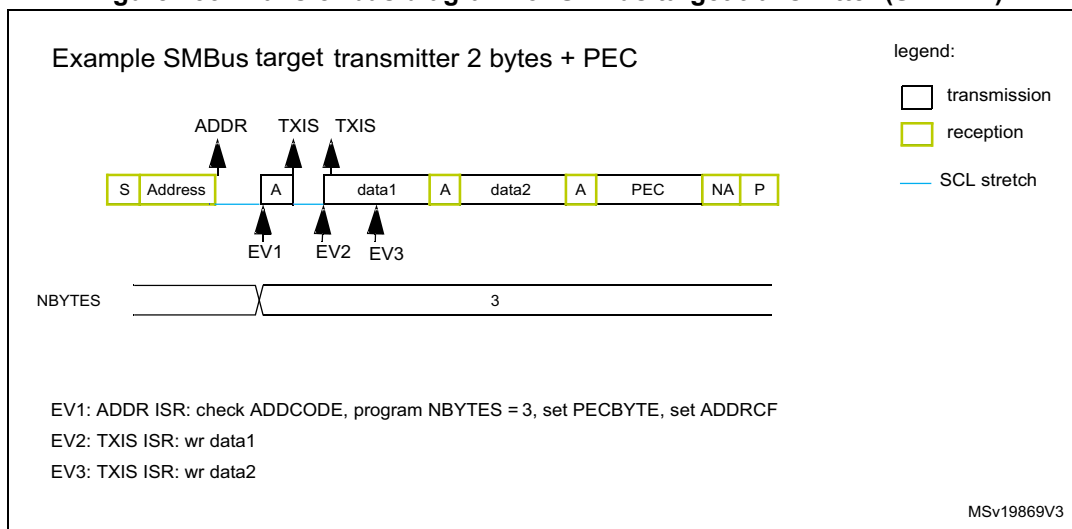 Example SMBus target transmitter 2 bytes + PEC
legend:
transmission
reception
SCL stretch
ADDR TXIS TXIS
S Address A data1 A data2 A PEC NA P
EV1 EV2 EV3
NBYTES 3
EV1: ADDR ISR: check ADDCODE, program NBYTES = 3, set PECBYTE, set ADDRCF
EV2: TXIS ISR: wr data1
EV3: TXIS ISR: wr data2
MSv19869V3